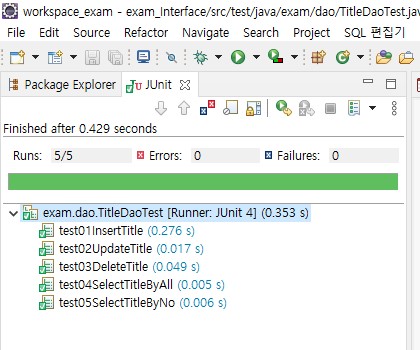 workspace_exam - exam_Interface/src/test/java/exam/dao/TitleDaoTest.jav
File Edit Source Refactor Navigate Search Project SQL 편집기
Package Explorer JUnit
Finished after 0.429 seconds
Runs: 5/5 Errors: 0 Failures: 0
exam.dao.TitleDaoTest [Runner: JUnit 4] (0.353 s)
test01InsertTitle (0.276 s)
test02UpdateTitle (0.017 s)
test03DeleteTitle (0.049 s)
test04SelectTitleByAll (0.005 s)
test05SelectTitleByNo (0.006 s)